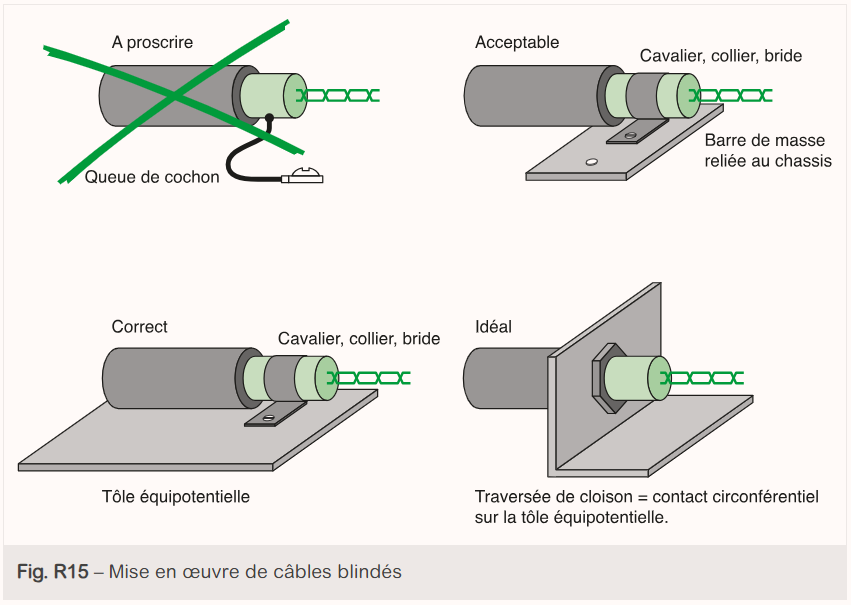 A proscrire
Queue de cochon
Acceptable
Cavalier, collier, bride
Barre de masse
reliée au chassis
Correct
Cavalier, collier, bride
Tôle équipotentielle
Idéal
Traversée de cloison = contact circonférentiel
sur la tôle équipotentielle.
Fig. R15 – Mise en œuvre de câbles blindés